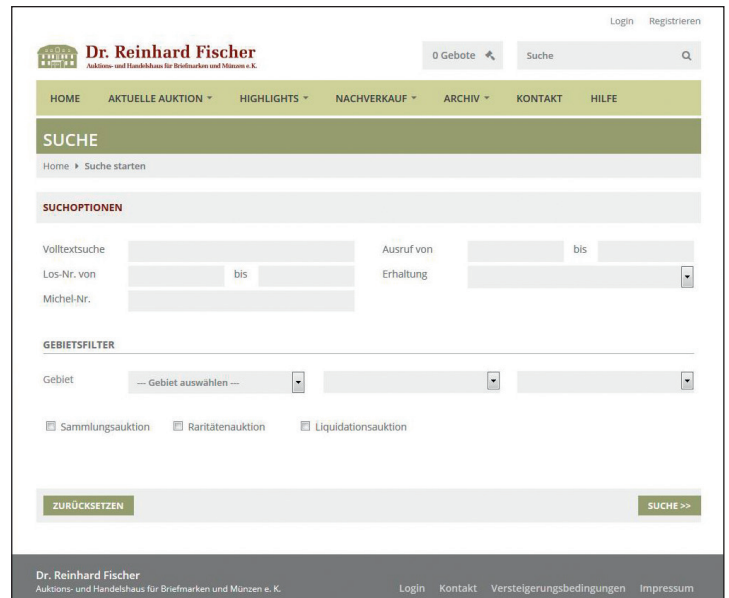 Login Registrieren
Dr. Reinhard Fischer
Auktions- und Handelshaus für Briefmarken und Münzen e.K.
0 Gebote Suche
HOME AKTUELLE AUKTION HIGHLIGHTS NACHVERKAUF ARCHIV KONTAKT HILFE
SUCHE
Home Suche starten
SUCHOPTIONEN
Volltextsuche Ausruf von bis
Los-Nr. von bis Erhaltung
Michel-Nr.
GEBIETSFILTER
Gebiet --- Gebiet auswählen ---
Sammlungsauktion Raritätenauktion Liquidationsauktion
ZURÜCKSETZEN SUCHE >>
Dr. Reinhard Fischer
Auktions- und Handelshaus für Briefmarken und Münzen e. K. Login Kontakt Versteigerungsbedingungen Impressum